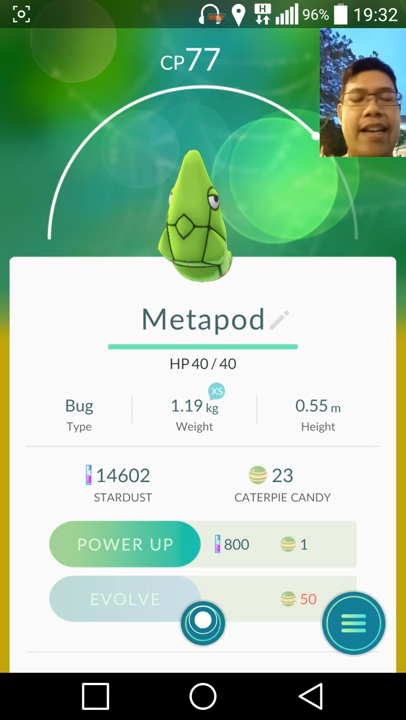 H 96% 19:32
CP77
Metapod
HP 40 / 40
XS
Bug 1.19 kg 0.55 m
Type Weight Height
14602 23
STARDUST CATERPIE CANDY
POWER UP 800 1
EVOLVE 50